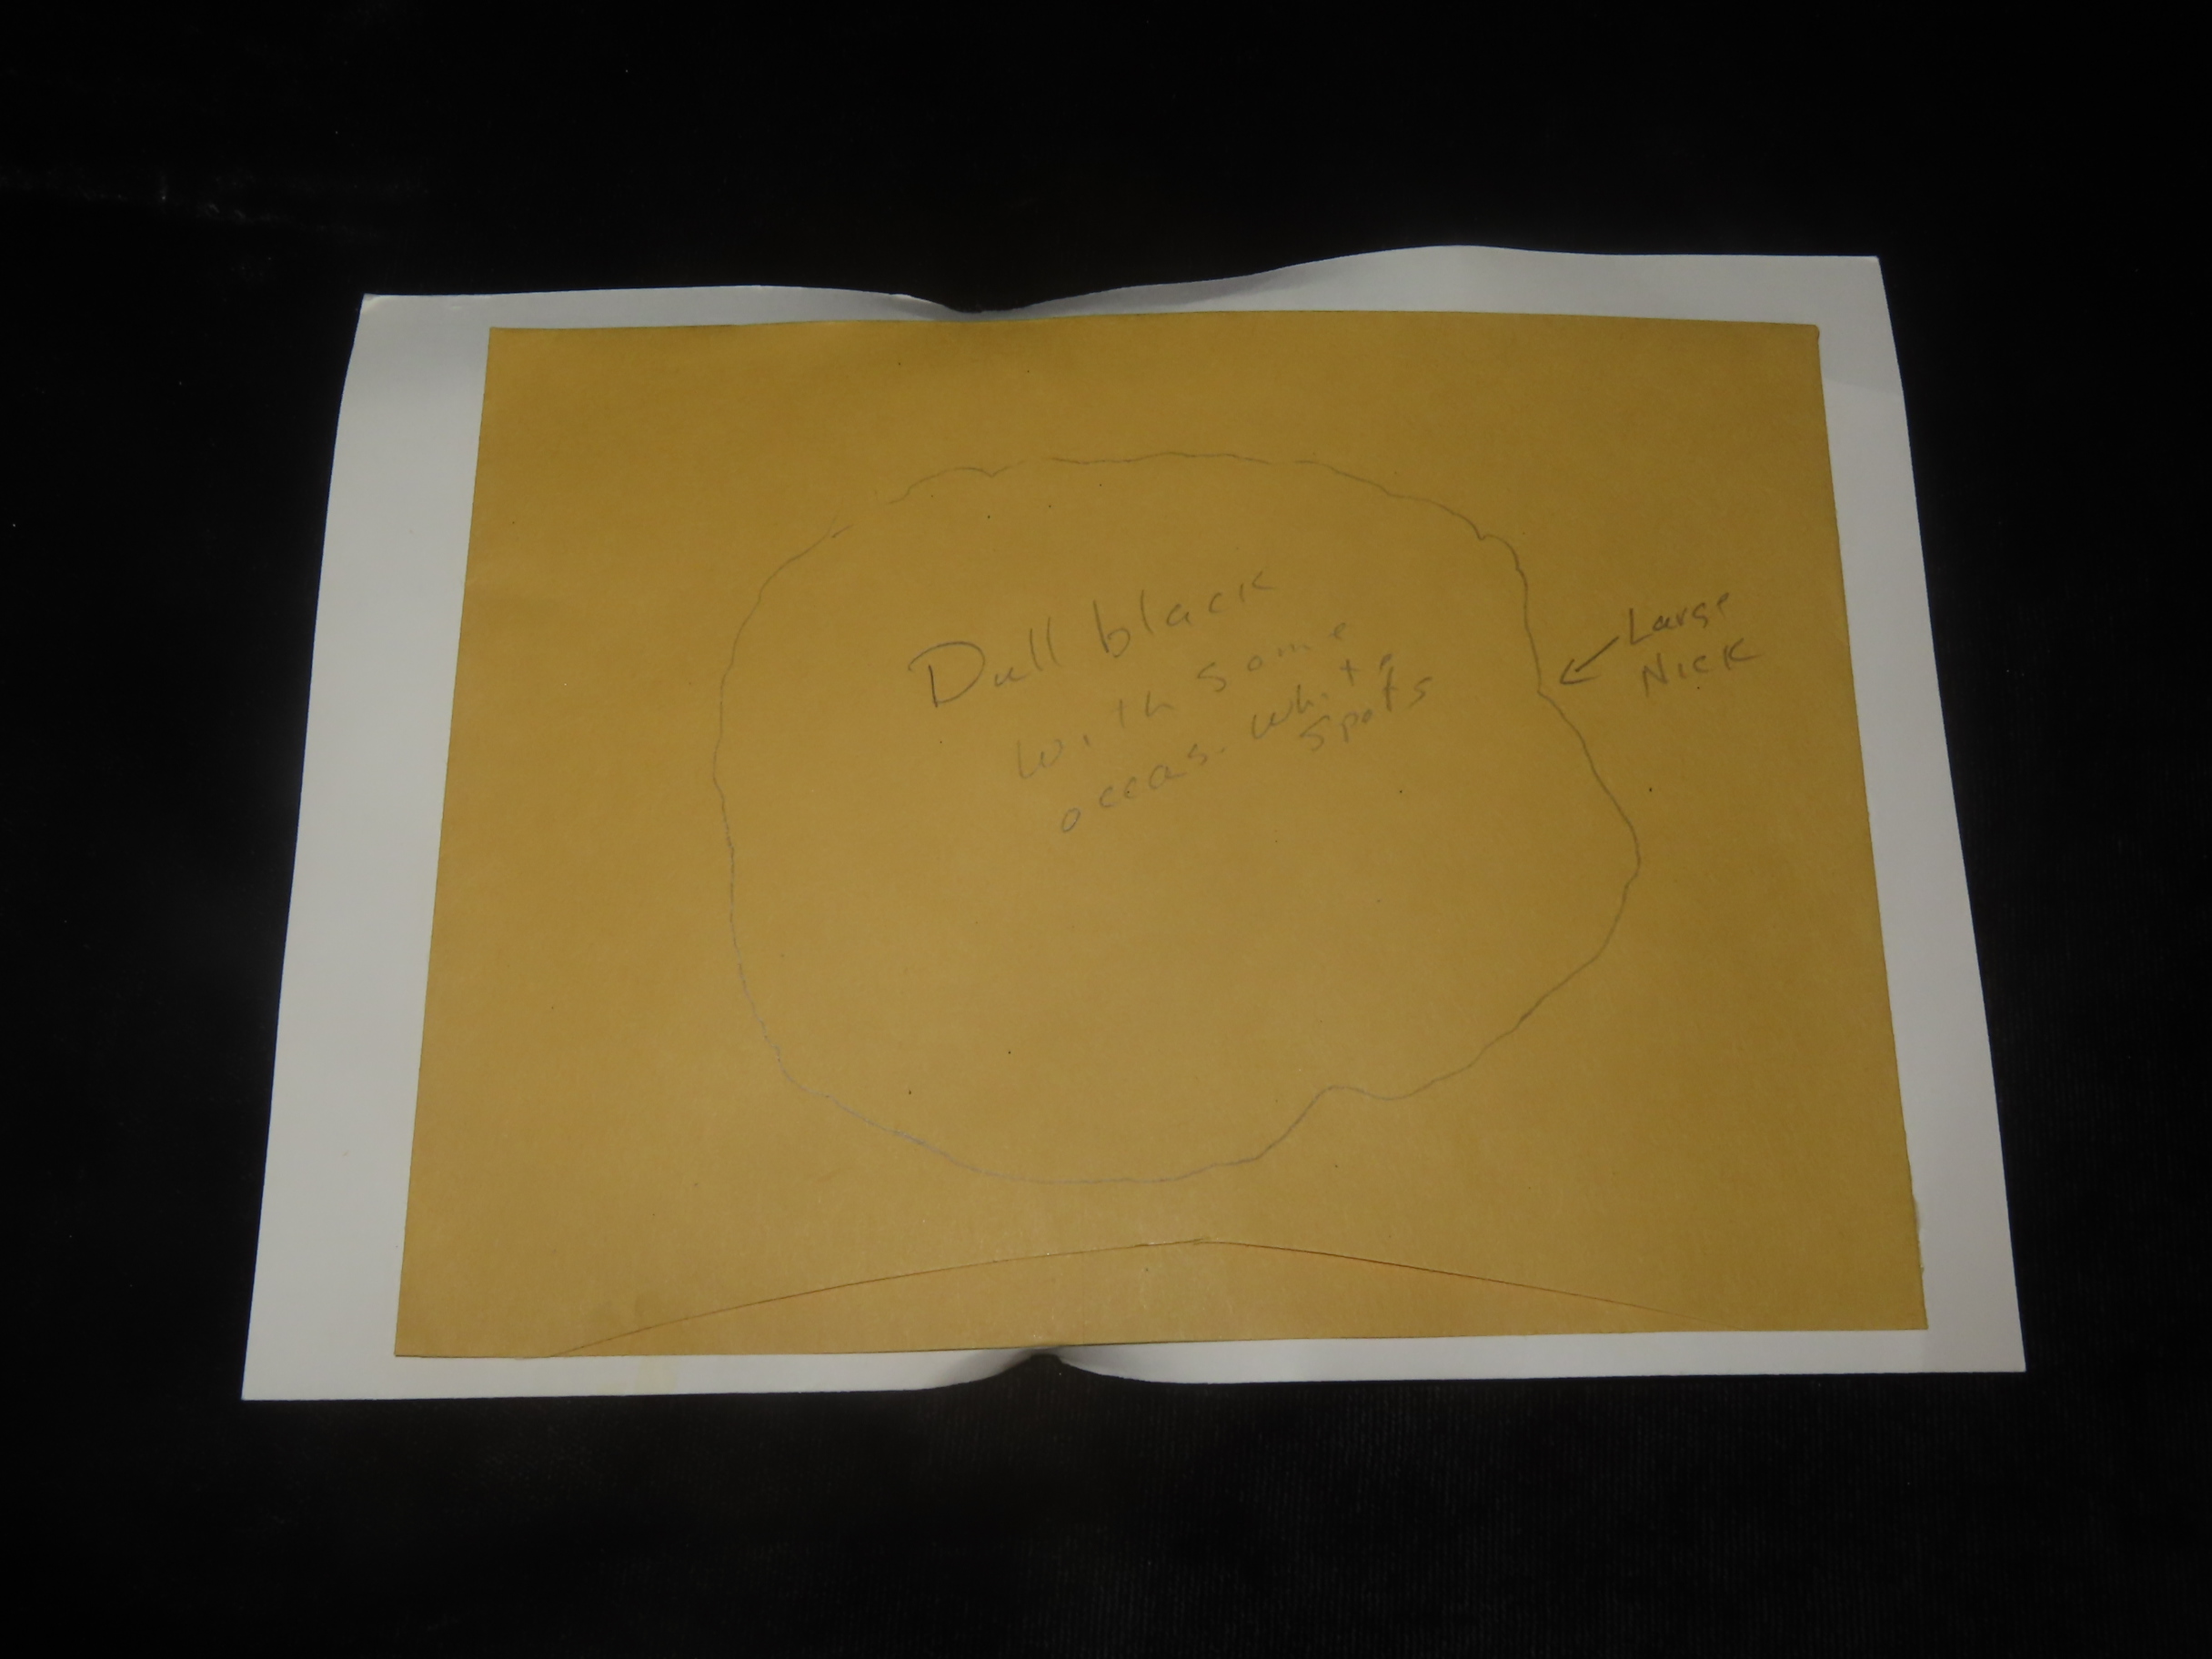 Dull black
with some
occas. white
spots
Large
Nick